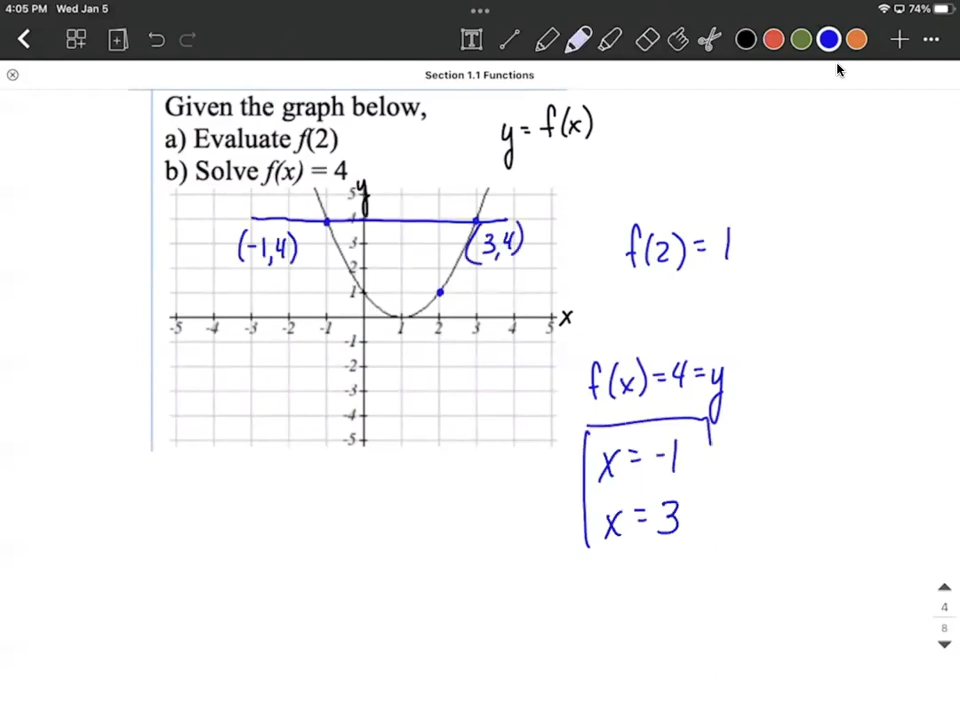 4:05 PM Wed Jan 5
74%
T
Section 1.1 Functions
Given the graph below,
a) Evaluate f(2)
b) Solve f(x) = 4
y = f(x)
y
5
4
(-1,4)
(3,4)
3
f(2) = 1
2
1
-5 -4 -3 -2 -1 1 2 3 4 5 x
-1
-2
-3
-4
-5
f(x)=4=y
x = -1
x = 3
4
8